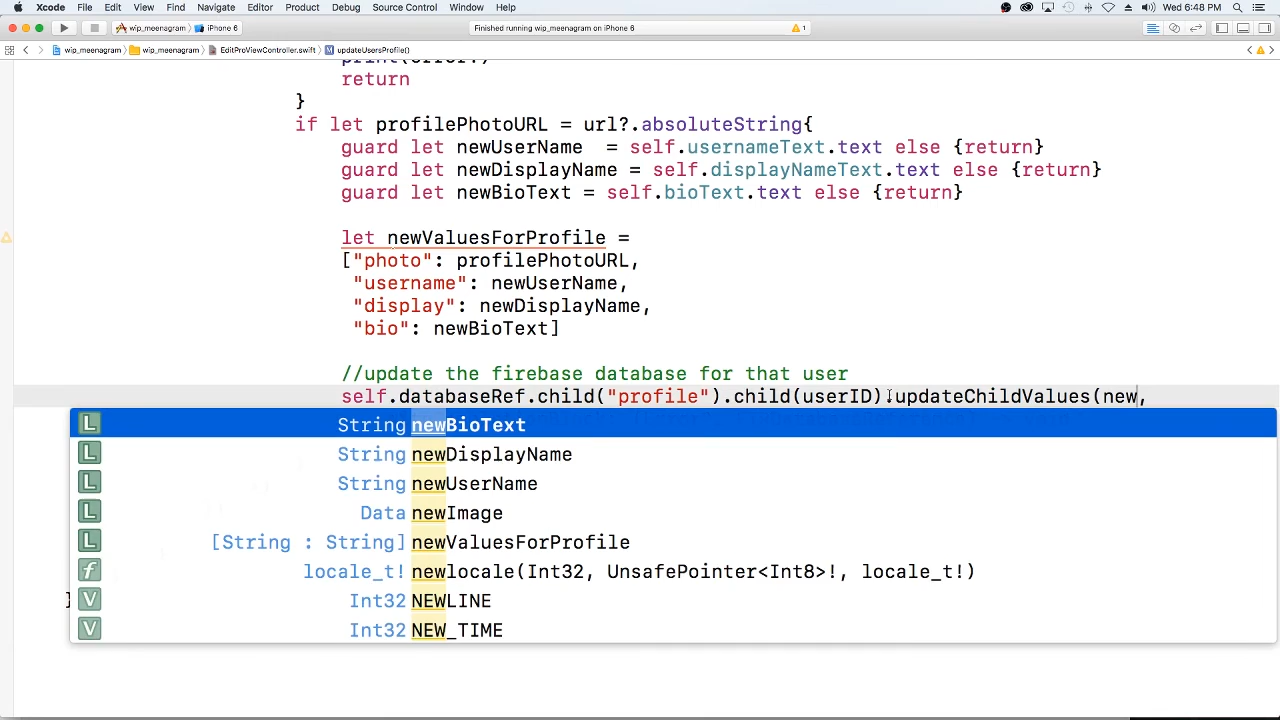 Xcode File Edit View Find Navigate Editor Product Debug Source Control Window Help Wed 6:48 PM
wip_meenagram iPhone 6 Finished running wip_meenagram on iPhone 6 1
wip_meenagram wip_meenagram EditProViewController.swift M updateUsersProfile()
print(error!)
return
}
if let profilePhotoURL = url?.absoluteString{
guard let newUserName = self.usernameText.text else {return}
guard let newDisplayName = self.displayNameText.text else {return}
guard let newBioText = self.bioText.text else {return}
let newValuesForProfile =
["photo": profilePhotoURL,
"username": newUserName,
"display": newDisplayName,
"bio": newBioText]
//update the firebase database for that user
self.databaseRef.child("profile").child(userID).updateChildValues(new,
L String newBioText
L String newDisplayName
L String newUserName
L Data newImage
L [String : String] newValuesForProfile
f locale_t! newlocale(Int32, UnsafePointer<Int8>!, locale_t!)
V Int32 NEWLINE
}
V Int32 NEW_TIME